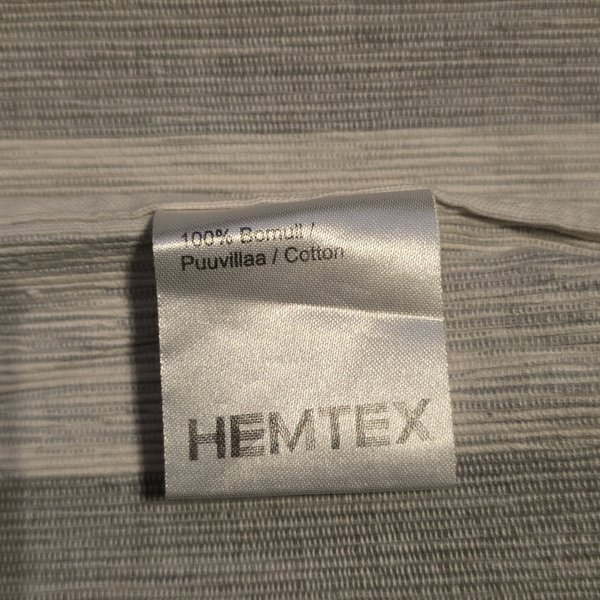 100% Bomull /
Puuvillaa / Cotton
HEMTEX